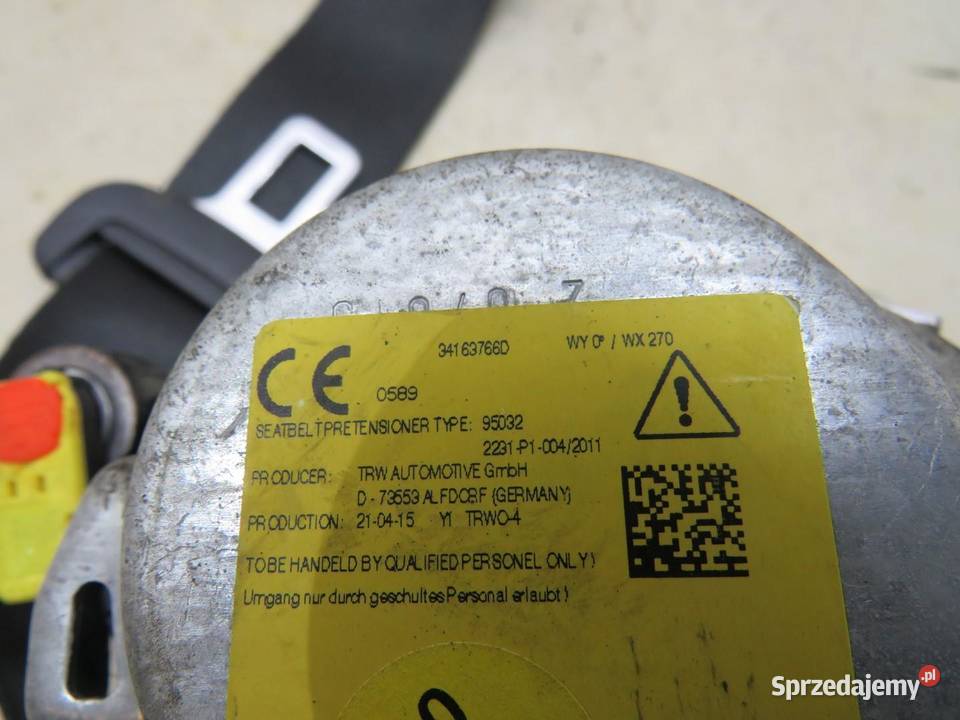 34163766D WY 0° / WX 270
CE 0589
SEATBELT PRETENSIONER TYPE: 95032
2231-P1-004/2011
PRODUCER: TRW AUTOMOTIVE GmbH
D - 73553 ALFDORF (GERMANY)
PRODUCTION: 21-04-15 Y1 TRWO-4
TO BE HANDELD BY QUALIFIED PERSONEL ONLY!
Umgang nur durch geschultes Personal erlaubt!
Sprzedajemy.pl